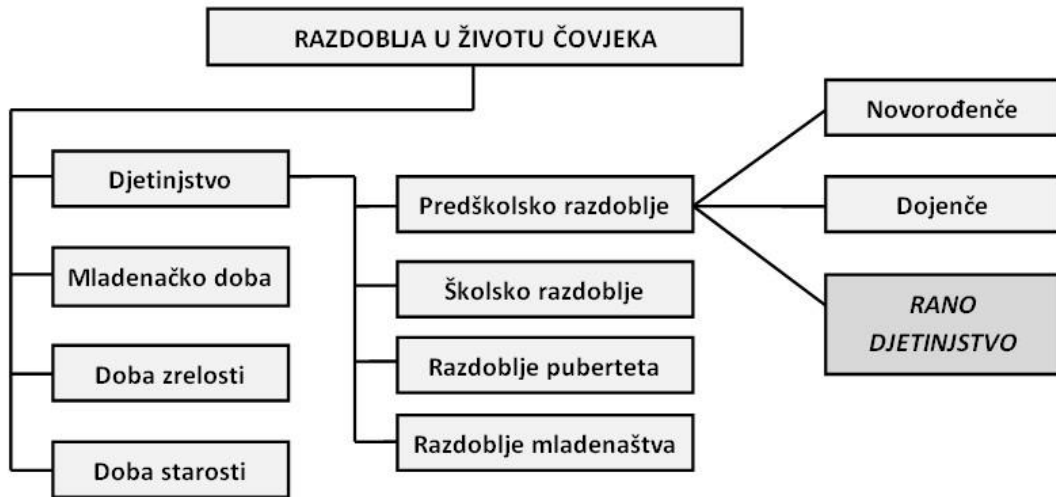 RAZDOBLJA U ŽIVOTU ČOVJEKA
Djetinjstvo
Mladenačko doba
Doba zrelosti
Doba starosti
Predškolsko razdoblje
Školsko razdoblje
Razdoblje puberteta
Razdoblje mladenaštva
Novorođenče
Dojenče
RANO
DJETINJSTVO